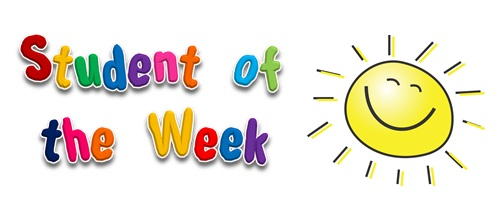 Student of
the Week